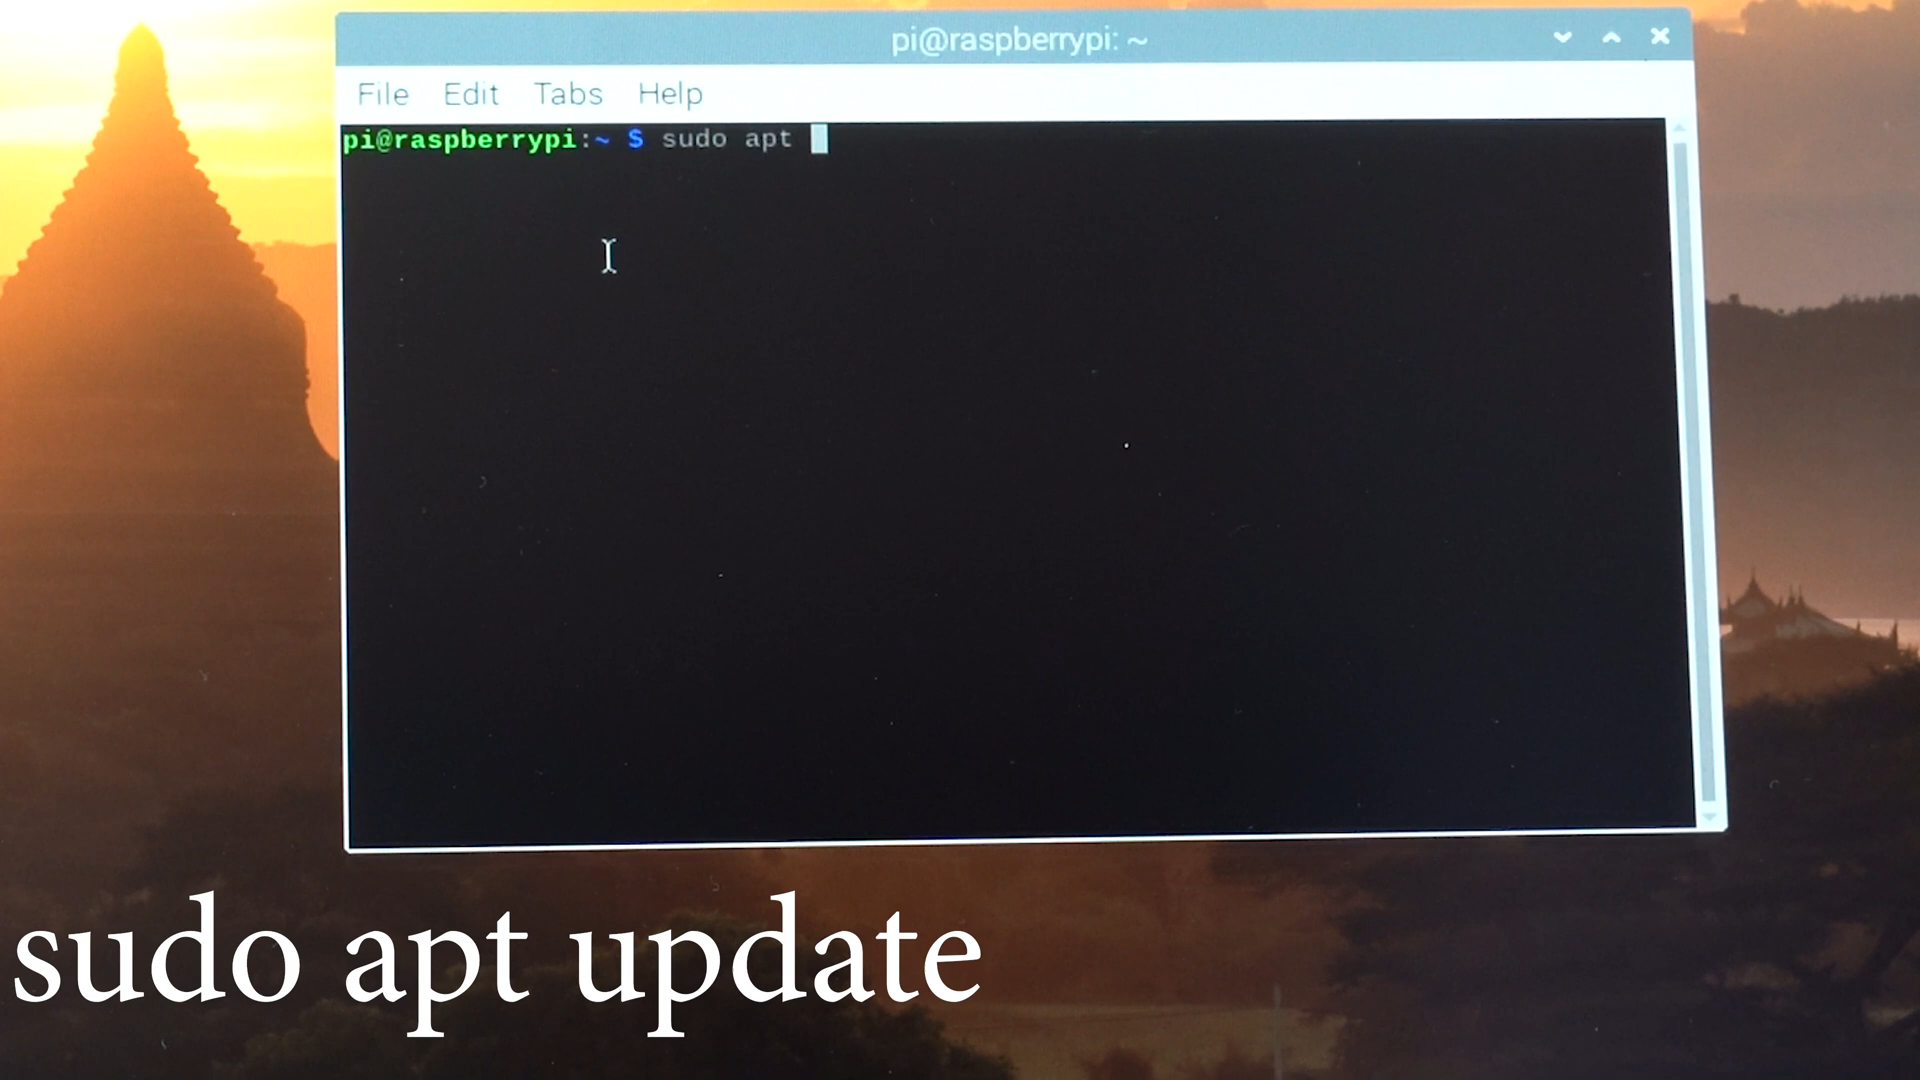 pi@raspberrypi: ~
File Edit Tabs Help
pi@raspberrypi:~ $ sudo apt
sudo apt update